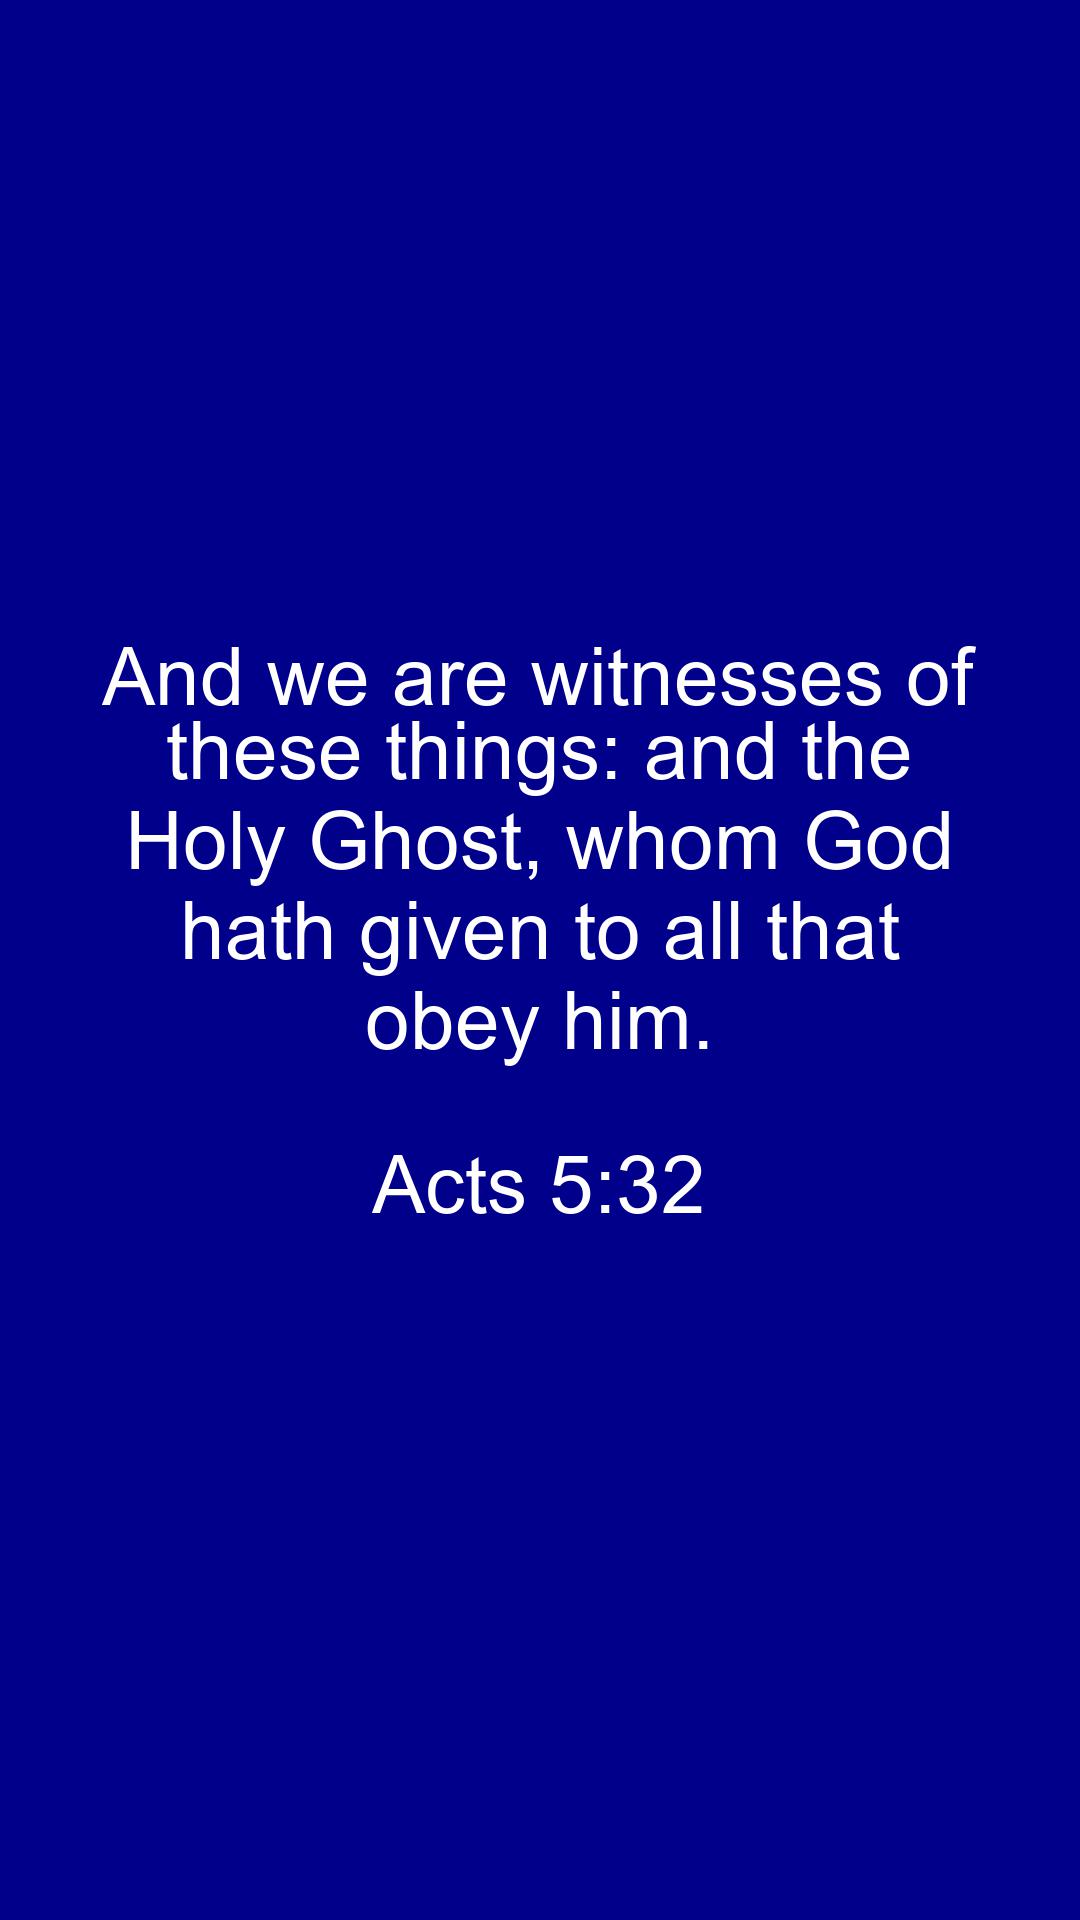 And we are witnesses of
these things: and the
Holy Ghost, whom God
hath given to all that
obey him.
Acts 5:32